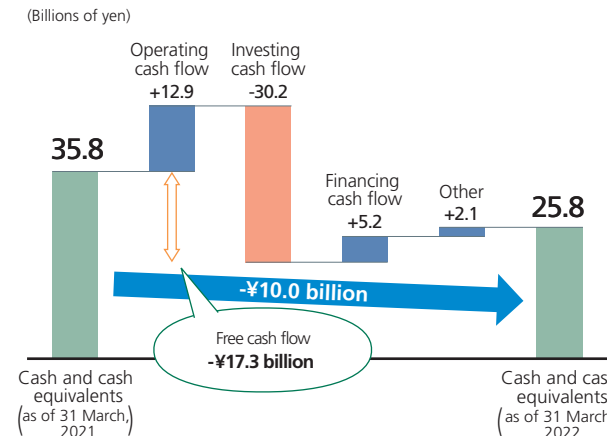 (Billions of yen)
Operating
cash flow
+12.9
Investing
cash flow
-30.2
35.8
Financing
cash flow
+5.2
Other
+2.1
25.8
-¥10.0 billion
Free cash flow
-¥17.3 billion
Cash and cash
equivalents
(as of 31 March,
2021)
Cash and cas
equivalents
(as of 31 March
2022